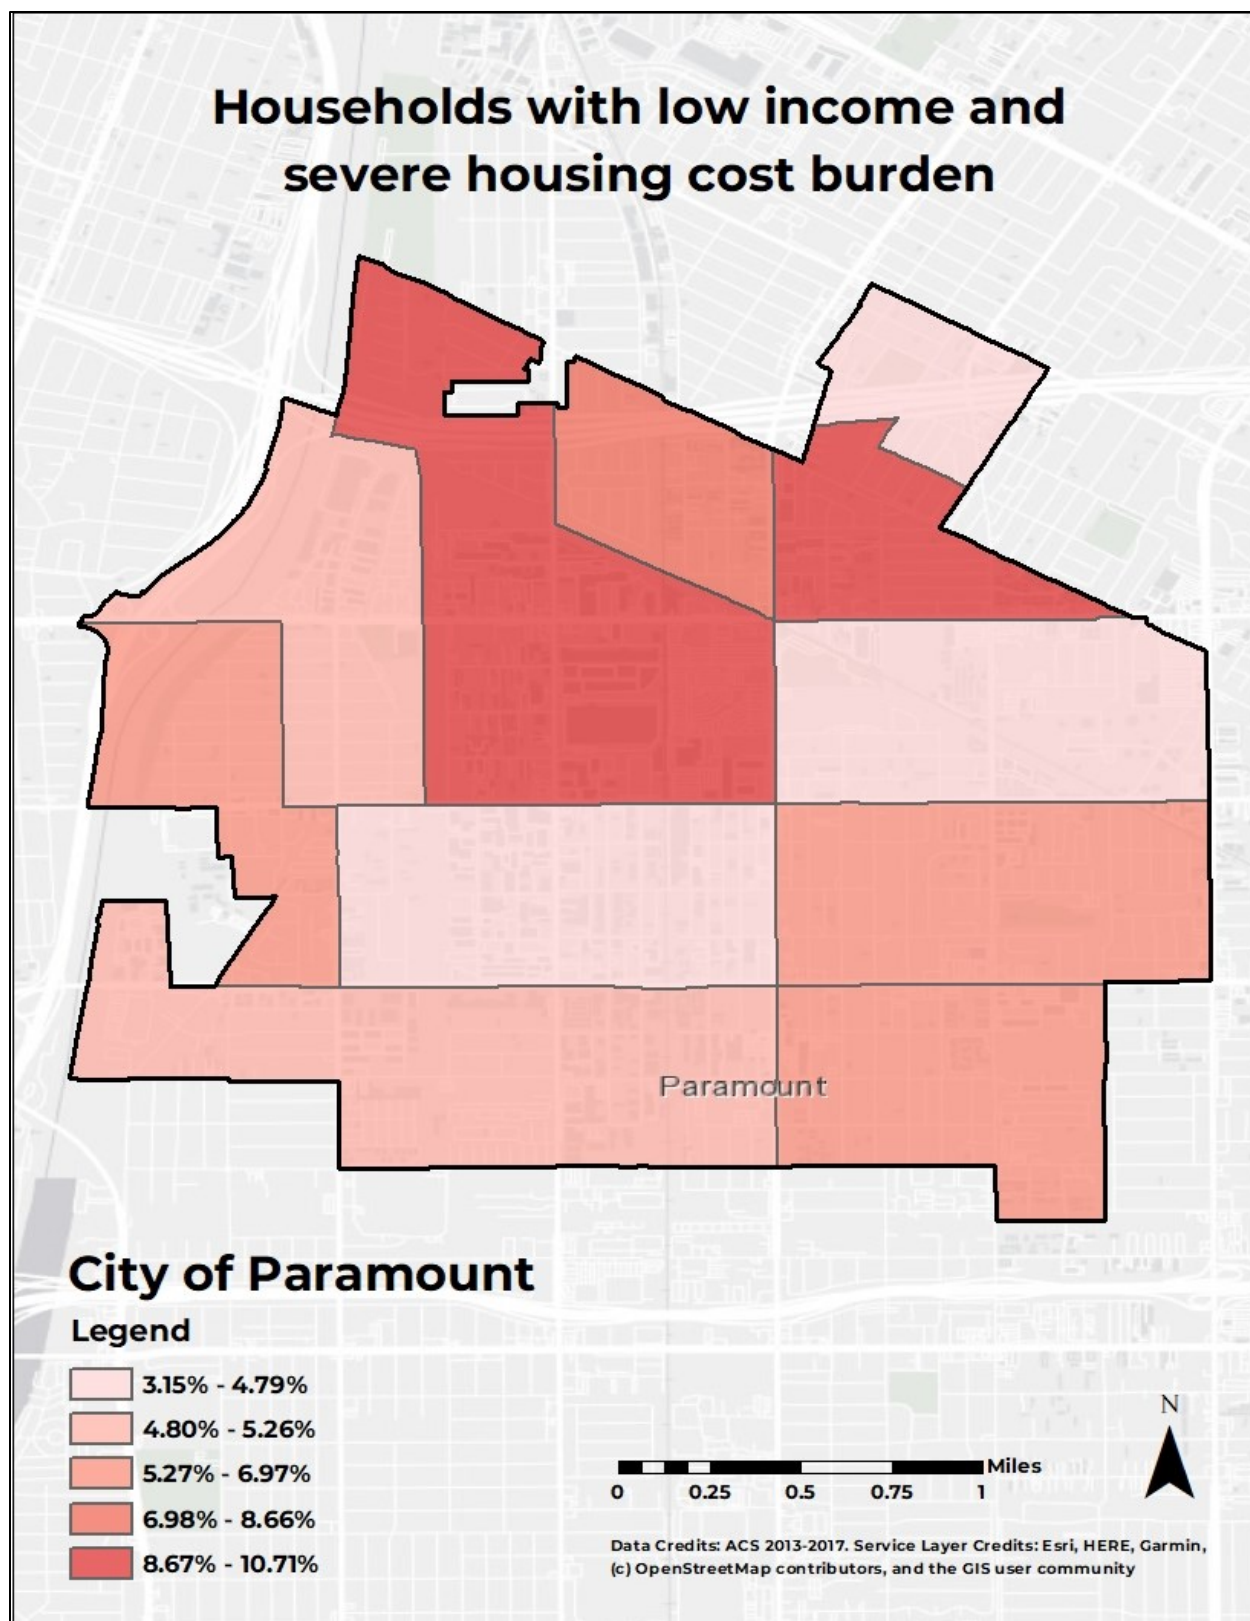 Households with low income and
severe housing cost burden
Paramount
City of Paramount
Legend
3.15% - 4.79%
4.80% - 5.26%
5.27% - 6.97%
6.98% - 8.66%
8.67% - 10.71%
N
Miles
0 0.25 0.5 0.75 1
Data Credits: ACS 2013-2017. Service Layer Credits: Esri, HERE, Garmin,
(c) OpenStreetMap contributors, and the GIS user community